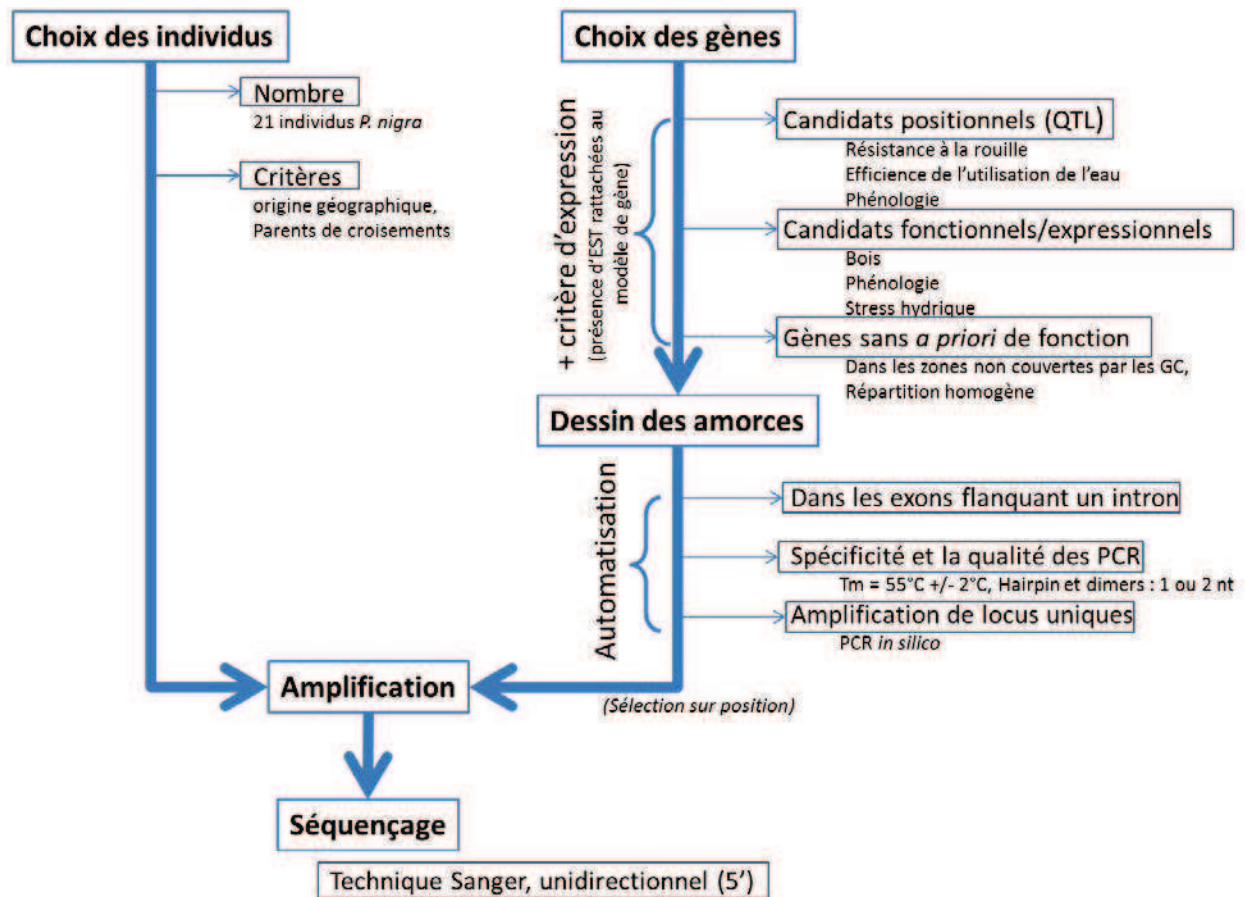 Choix des individus
Nombre
21 individus P. nigra
Critères
origine géographique,
Parents de croisements
Choix des gènes
+ critère d'expression
(présence d'EST rattachées au
modèle de gène)
Candidats positionnels (QTL)
Résistance à la rouille
Efficience de l'utilisation de l'eau
Phénologie
Candidats fonctionnels/expressionnels
Bois
Phénologie
Stress hydrique
Gènes sans a priori de fonction
Dans les zones non couvertes par les GC,
Répartition homogène
Dessin des amorces
Automatisation
Dans les exons flanquant un intron
Spécificité et la qualité des PCR
Tm = 55°C +/- 2°C, Hairpin et dimers : 1 ou 2 nt
Amplification de locus uniques
PCR in silico
(Sélection sur position)
Amplification
Séquençage
Technique Sanger, unidirectionnel (5')